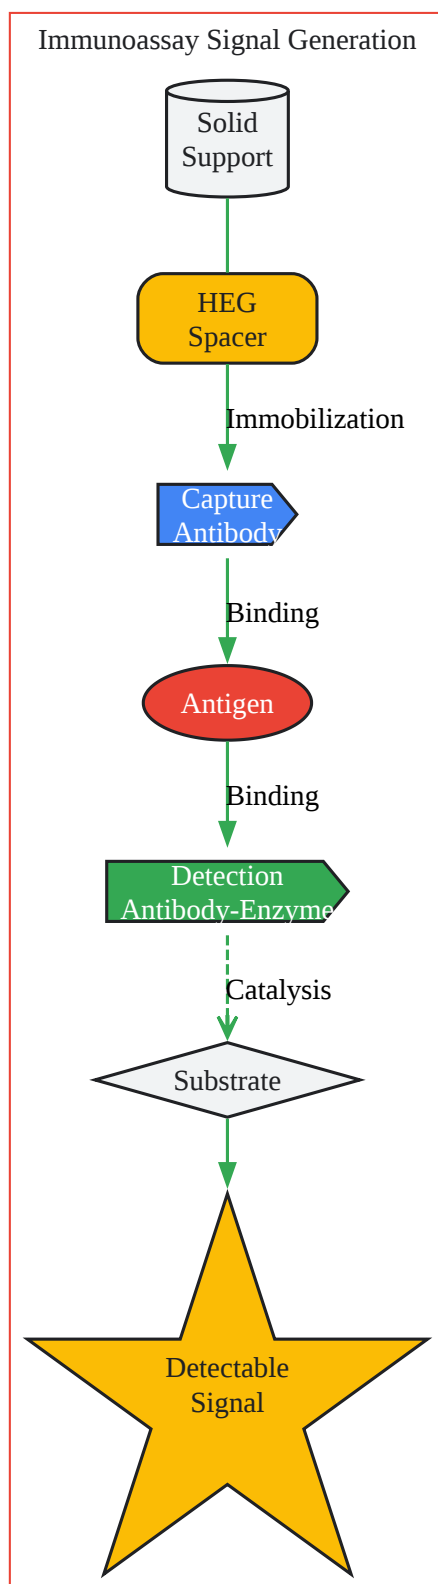 Immunoassay Signal Generation
Solid
Support
HEG
Spacer
Immobilization
Capture
Antibody
Binding
Antigen
Binding
Detection
Antibody-Enzyme
Catalysis
Substrate
Detectable
Signal